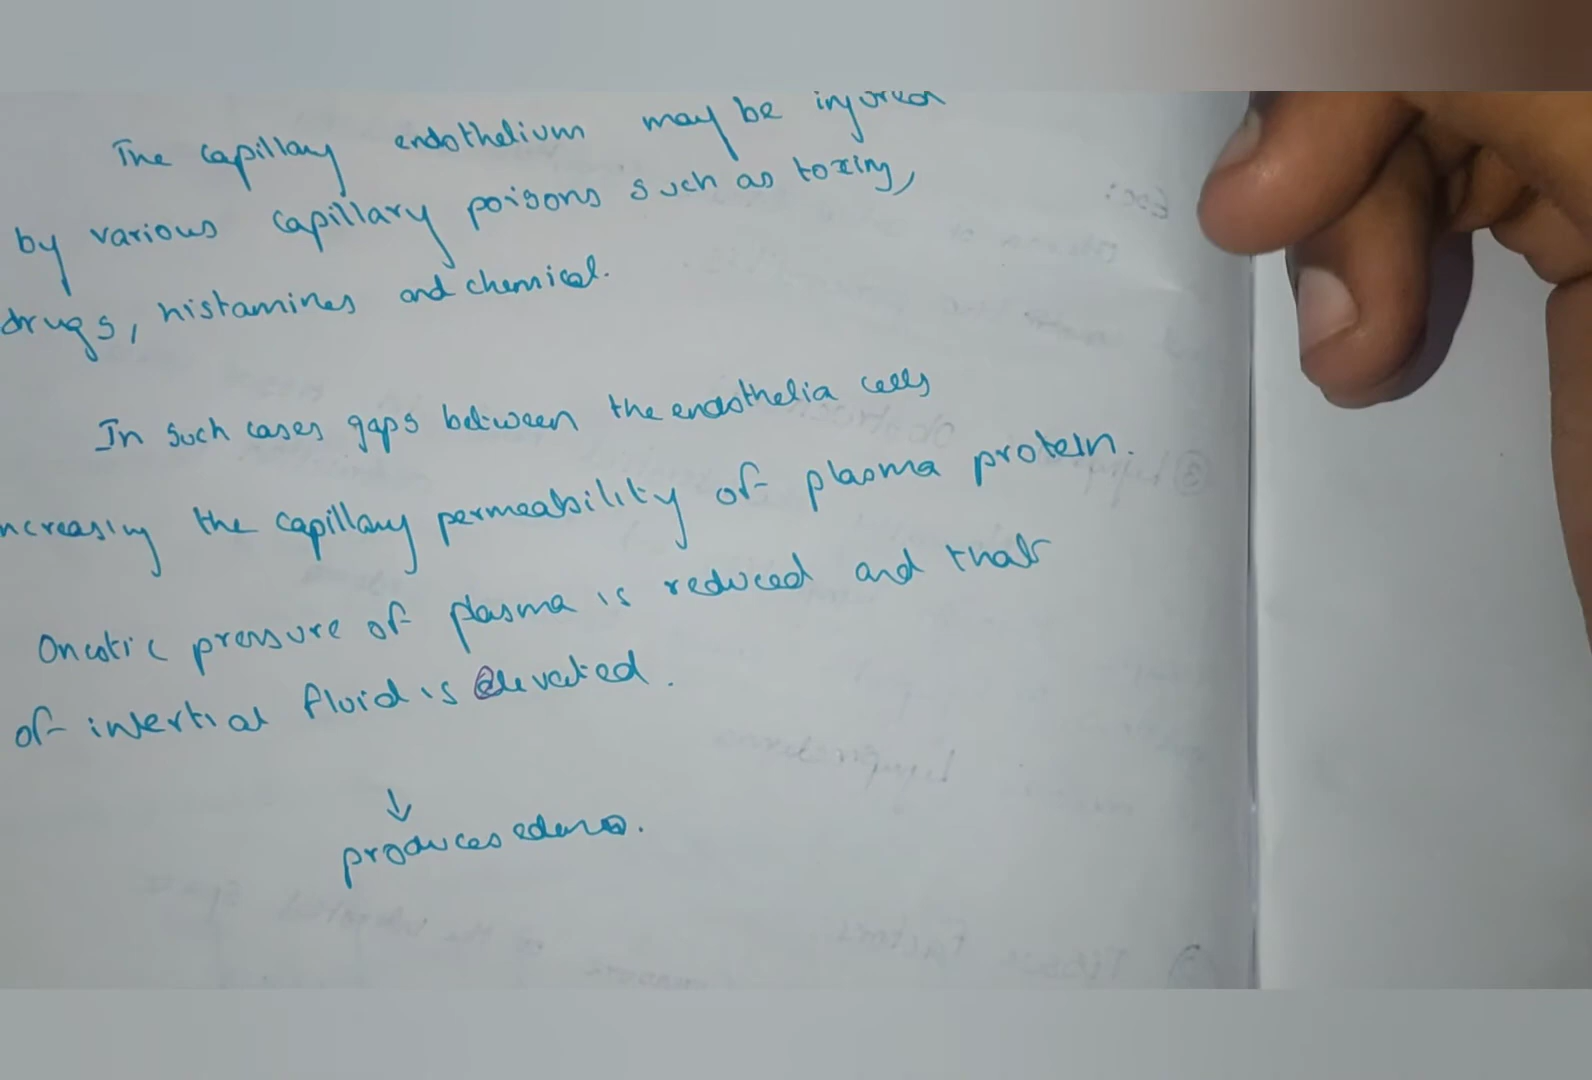 The capillary endothelium may be injured
by various capillary poisons such as toxins,
drugs, histamines and chemical.
In such cases gaps between the endothelia cells
increasing the capillary permeability of plasma protein.
Oncotic pressure of plasma is reduced and that
of intertial fluid is elevated.
↓
produces edema.